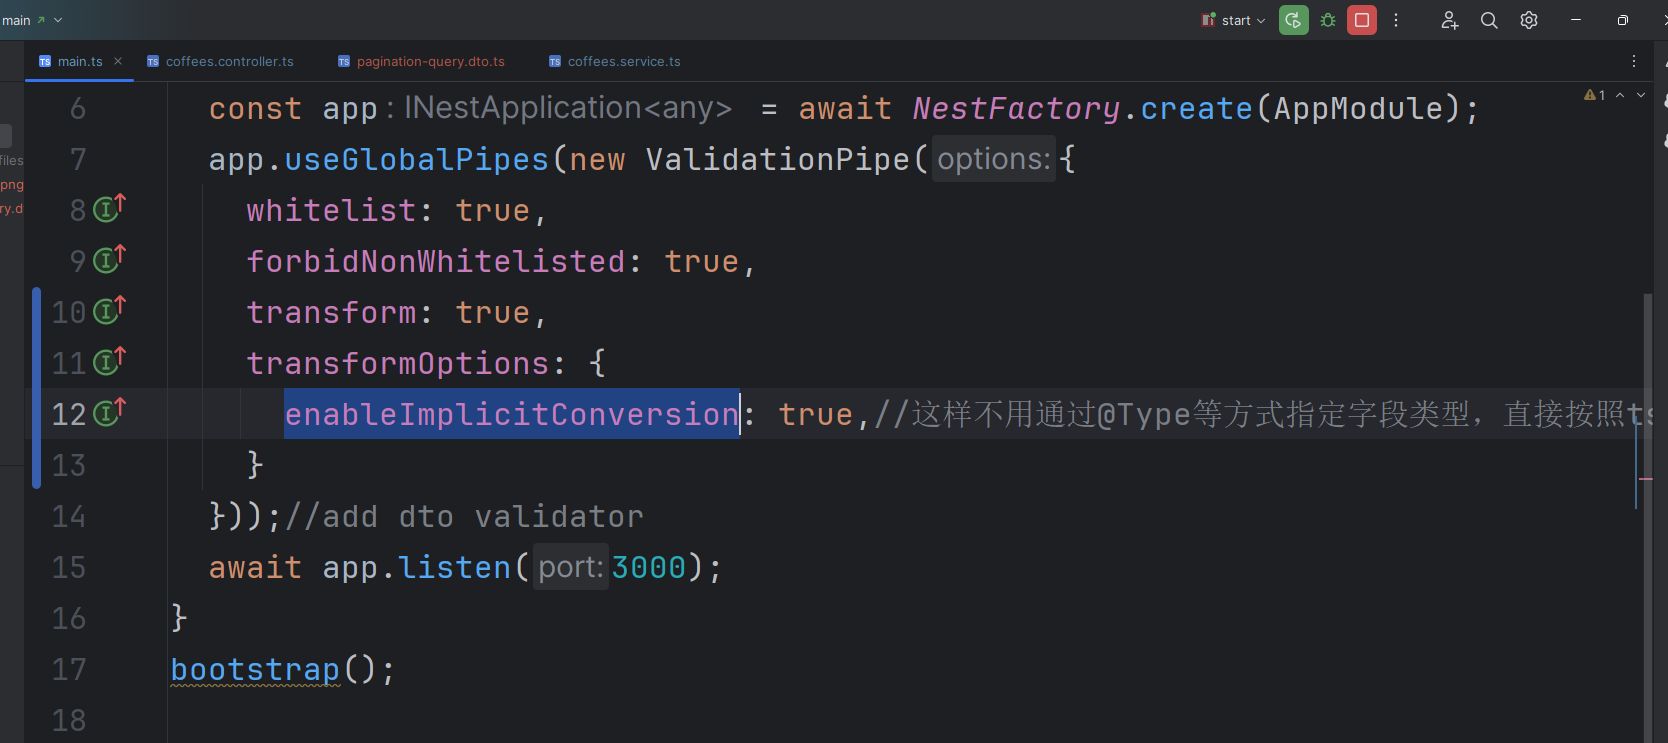 main
start
main.ts
coffees.controller.ts
pagination-query.dto.ts
coffees.service.ts
6 const app : INestApplication<any> = await NestFactory.create(AppModule);
1
files
7 app.useGlobalPipes(new ValidationPipe( options: {
png
8 whitelist: true,
9 forbidNonWhitelisted: true,
10 transform: true,
11 transformOptions: {
12 enableImplicitConversion: true,//这样不用通过@Type等方式指定字段类型，直接按照ts
13 }
14 }));//add dto validator
15 await app.listen( port: 3000);
16 }
17 bootstrap();
18